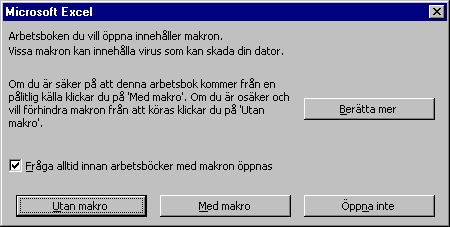 Microsoft Excel
Arbetsboken du vill öppna innehåller makron.
Vissa makron kan innehålla virus som kan skada din dator.
Om du är säker på att denna arbetsbok kommer från en
pålitlig källa klickar du på 'Med makro'. Om du är osäker och
vill förhindra makron från att köras klickar du på 'Utan
makro'.
Berätta mer
Fråga alltid innan arbetsböcker med makron öppnas
Utan makro
Med makro
Öppna inte